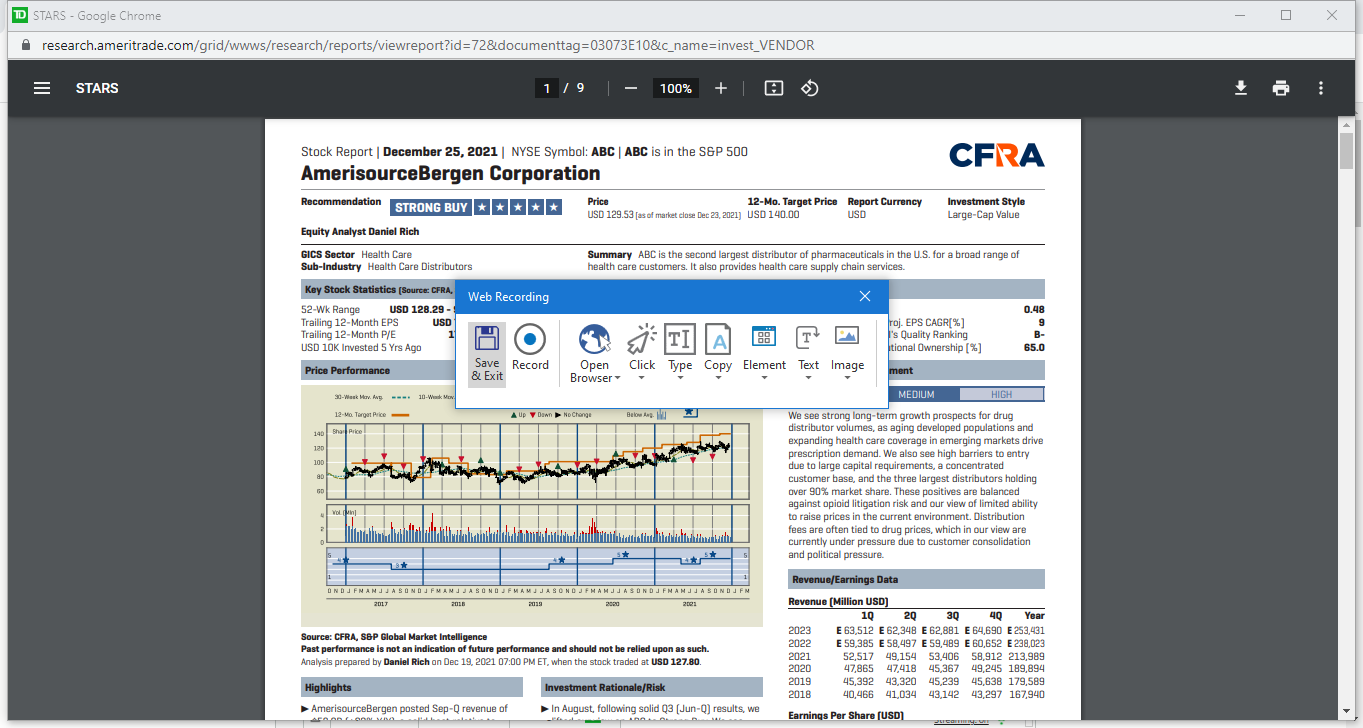 STARS - Google Chrome
research.ameritrade.com/grid/wwws/research/reports/viewreport?id=72&documenttag=03073E10&c_name=invest_VENDOR
STARS
1 / 9
100%
Stock Report | December 25, 2021 | NYSE Symbol: ABC | ABC is in the S&P 500
CFRA
AmerisourceBergen Corporation
Recommendation STRONG BUY ★ ★ ★ ★ ★
Price
USD 129.53 (as of market close Dec 23, 2021)
12-Mo. Target Price
USD 140.00
Report Currency
USD
Investment Style
Large-Cap Value
Equity Analyst Daniel Rich
GICS Sector Health Care
Sub-Industry Health Care Distributors
Summary ABC is the second largest distributor of pharmaceuticals in the U.S. for a broad range of
health care customers. It also provides health care supply chain services.
Key Stock Statistics (Source: CFRA,
52-Wk Range USD 128.29 -
Trailing 12-Month EPS USD
Trailing 12-Month P/E
USD 10K Invested 5 Yrs Ago
0.48
roj. EPS CAGR[%] 9
's Quality Ranking B-
utional Ownership [%] 65.0
Web Recording
Save
& Exit
Record
Open
Browser
Click
Type
Copy
Element
Text
Image
Price Performance
30-Week Mov. Avg.
10-Week Mov.
12-Mo. Target Price
Up Down No Change
Below Avg.
Share Price
140
120
100
80
60
Vol. (Mln)
4
2
0
5
1
4 ★
3 ★
4 ★
5 ★
4 ★
5 ★
5
1
O N D J F M A M J J A S O N D J F M A M J J A S O N D J F M A M J J A S O N D J F M A M J J A S O N D J F M A M J J A S O N D J F M
2017 2018 2019 2020 2021
Source: CFRA, S&P Global Market Intelligence
Past performance is not an indication of future performance and should not be relied upon as such.
Analysis prepared by Daniel Rich on Dec 19, 2021 07:00 PM ET, when the stock traded at USD 127.80.
Highlights
► AmerisourceBergen posted Sep-Q revenue of
Investment Rationale/Risk
► In August, following solid Q3 (Jun-Q) results, we
ment
MEDIUM
HIGH
We see strong long-term growth prospects for drug
distributor volumes, as aging developed populations and
expanding health care coverage in emerging markets drive
prescription demand. We also see high barriers to entry
due to large capital requirements, a concentrated
customer base, and the three largest distributors holding
over 90% market share. These positives are balanced
against opioid litigation risk and our view of limited ability
to raise prices in the current environment. Distribution
fees are often tied to drug prices, which in our view are
currently under pressure due to customer consolidation
and political pressure.
Revenue/Earnings Data
Revenue (Million USD)
1Q 2Q 3Q 4Q Year
2023 E 63,512 E 62,348 E 62,881 E 64,690 E 253,431
2022 E 59,385 E 58,497 E 59,489 E 60,652 E 238,023
2021 52,517 49,154 53,406 58,912 213,989
2020 47,865 47,418 45,367 49,245 189,894
2019 45,392 43,320 45,239 45,638 179,589
2018 40,466 41,034 43,142 43,297 167,940
Earnings Per Share (USD)